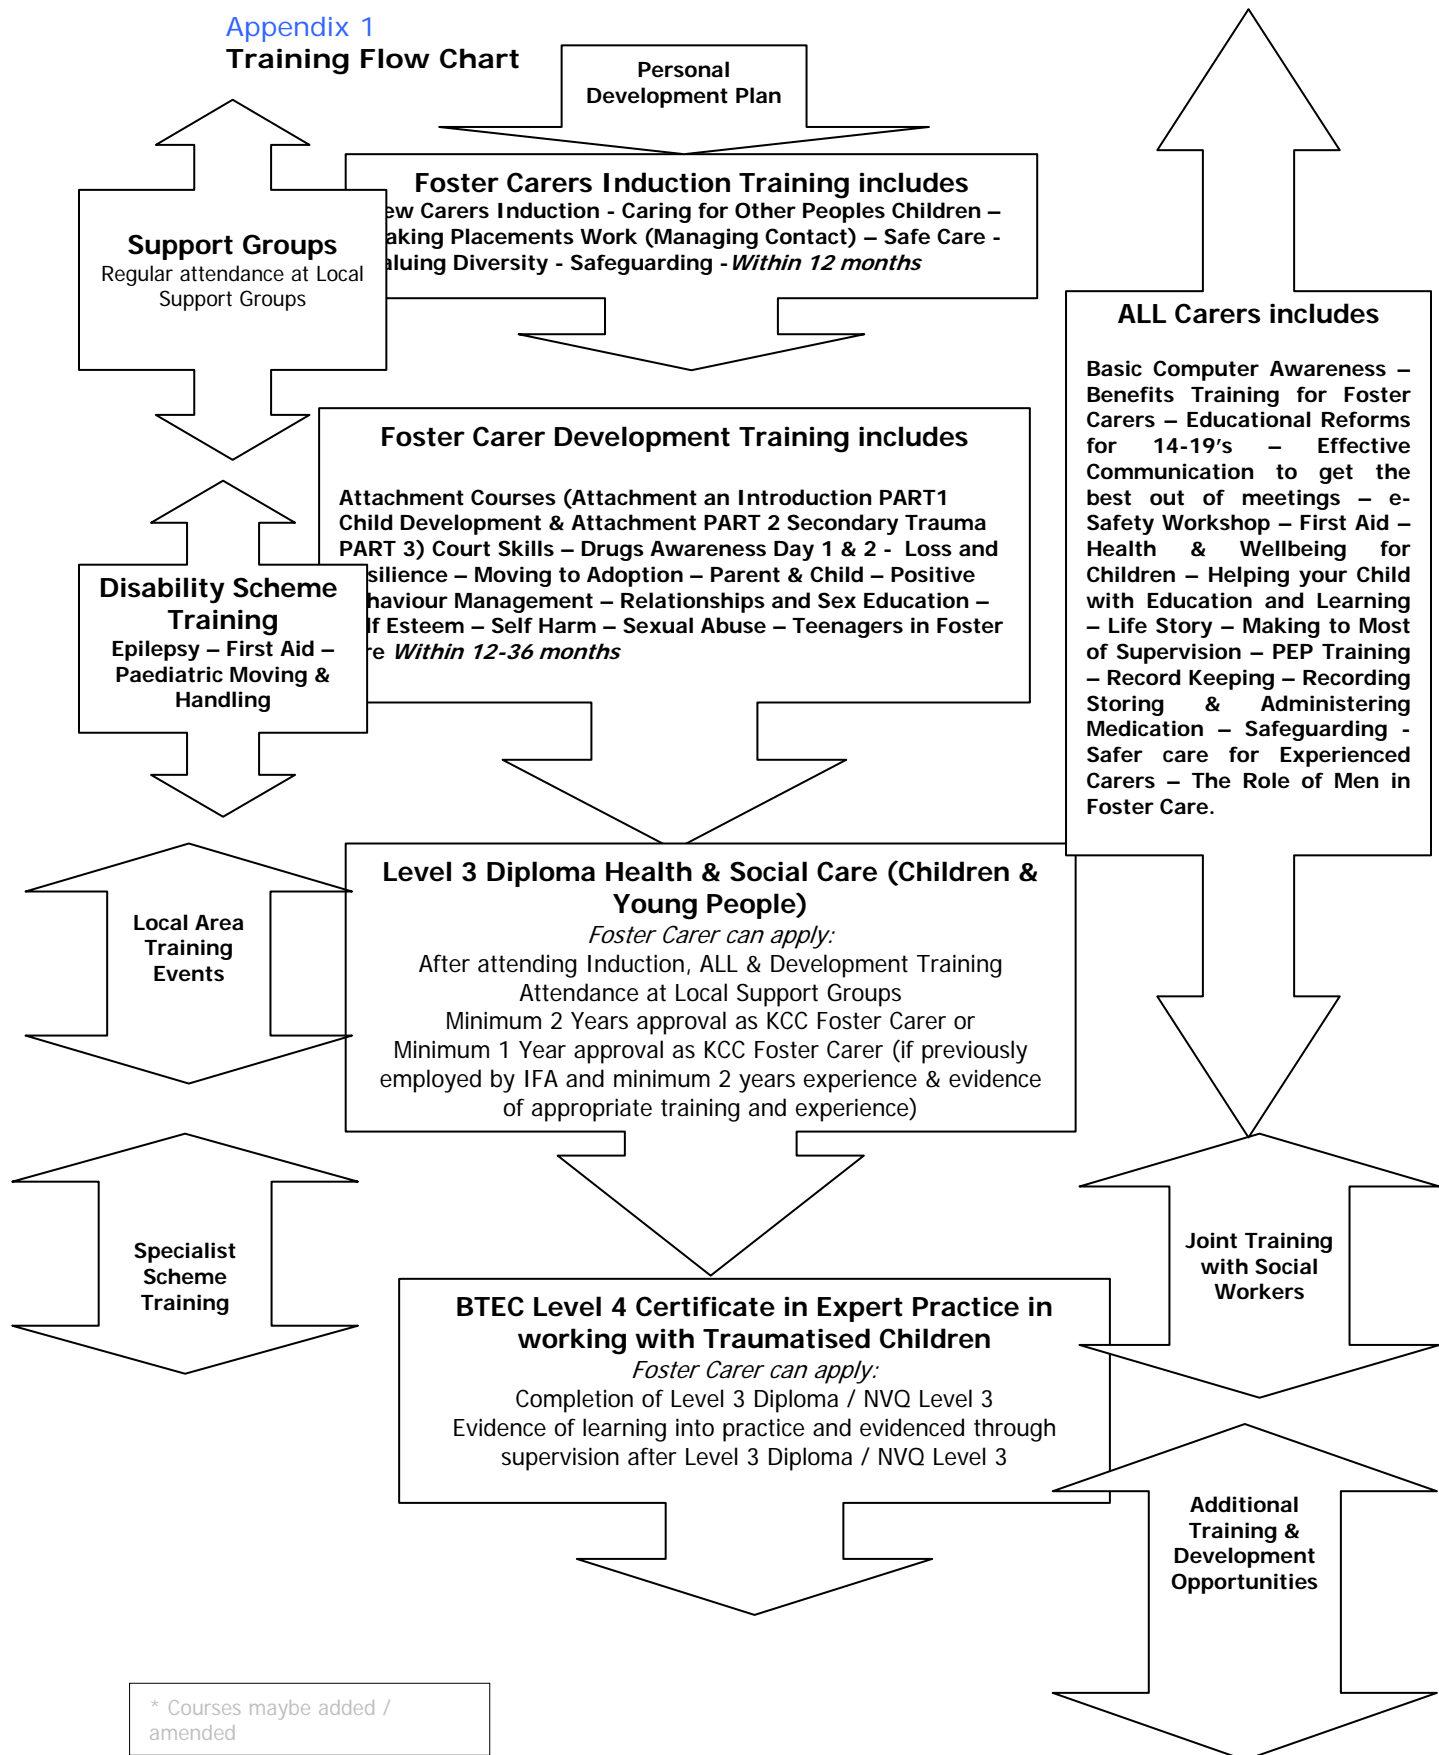 Appendix 1
Training Flow Chart
Personal
Development Plan
Foster Carers Induction Training includes
ew Carers Induction - Caring for Other Peoples Children –
aking Placements Work (Managing Contact) – Safe Care -
aluing Diversity - Safeguarding - Within 12 months
Support Groups
Regular attendance at Local
Support Groups
ALL Carers includes
Basic Computer Awareness –
Benefits Training for Foster
Carers – Educational Reforms
for 14-19’s – Effective
Communication to get the
best out of meetings – e-
Safety Workshop – First Aid –
Health & Wellbeing for
Children – Helping your Child
with Education and Learning
– Life Story – Making to Most
of Supervision – PEP Training
– Record Keeping – Recording
Storing & Administering
Medication – Safeguarding -
Safer care for Experienced
Carers – The Role of Men in
Foster Care.
Foster Carer Development Training includes
Attachment Courses (Attachment an Introduction PART1
Child Development & Attachment PART 2 Secondary Trauma
PART 3) Court Skills – Drugs Awareness Day 1 & 2 - Loss and
silience – Moving to Adoption – Parent & Child – Positive
haviour Management – Relationships and Sex Education –
lf Esteem – Self Harm – Sexual Abuse – Teenagers in Foster
re Within 12-36 months
Disability Scheme
Training
Epilepsy – First Aid –
Paediatric Moving &
Handling
Level 3 Diploma Health & Social Care (Children &
Young People)
Foster Carer can apply:
After attending Induction, ALL & Development Training
Attendance at Local Support Groups
Minimum 2 Years approval as KCC Foster Carer or
Minimum 1 Year approval as KCC Foster Carer (if previously
employed by IFA and minimum 2 years experience & evidence
of appropriate training and experience)
Local Area
Training
Events
Specialist
Scheme
Training
Joint Training
with Social
Workers
BTEC Level 4 Certificate in Expert Practice in
working with Traumatised Children
Foster Carer can apply:
Completion of Level 3 Diploma / NVQ Level 3
Evidence of learning into practice and evidenced through
supervision after Level 3 Diploma / NVQ Level 3
Additional
Training &
Development
Opportunities
* Courses maybe added /
amended